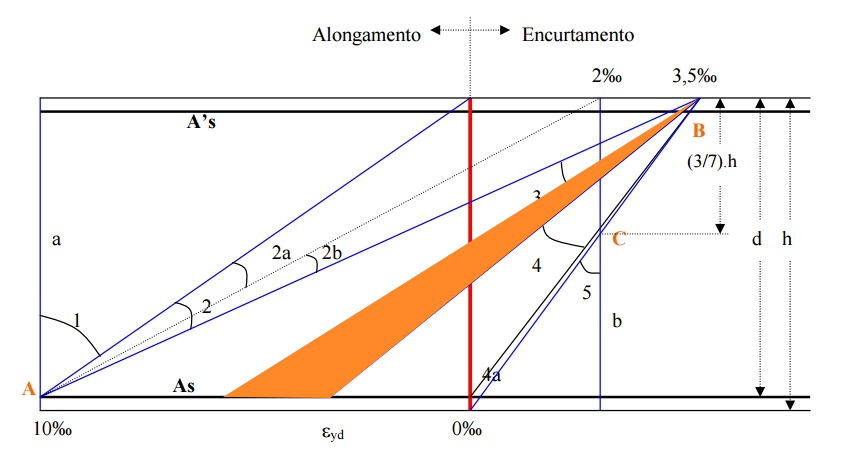 Alongamento Encurtamento
2‰ 3,5‰
A's
B
(3/7).h
3
a 2a 2b C d h
4
2 5
1 b
4a
A As
10‰ εyd 0‰